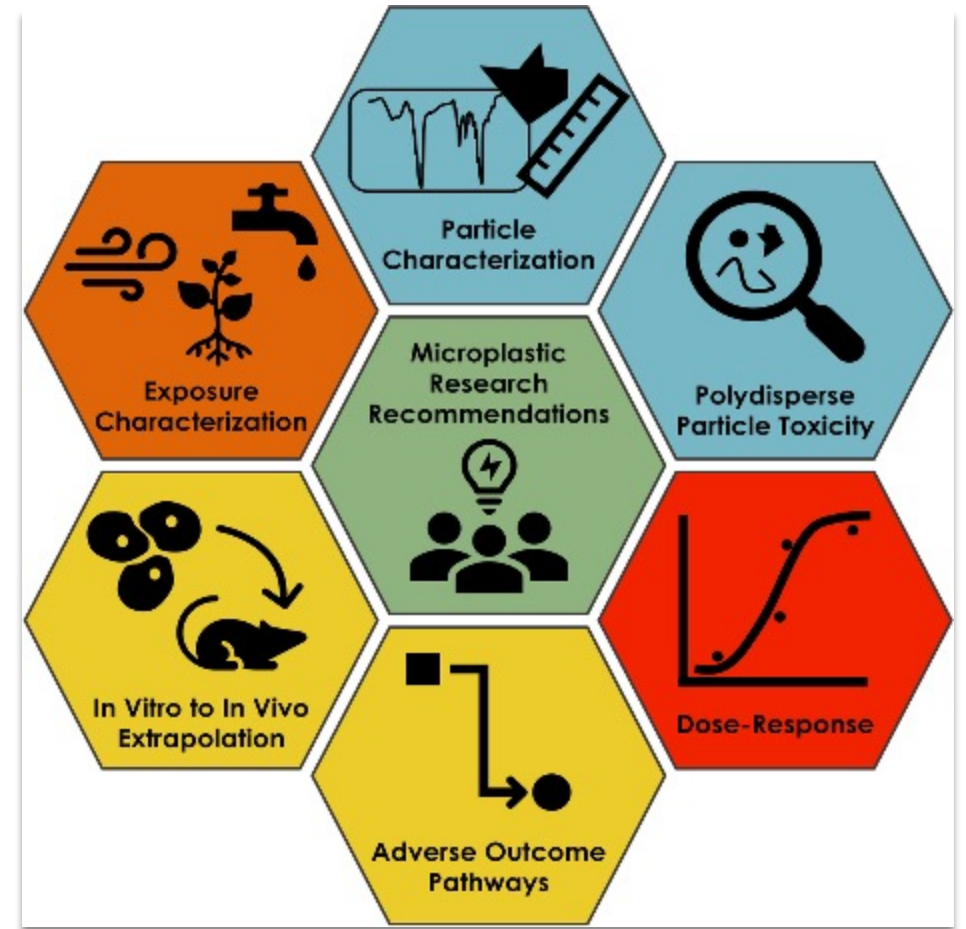 Particle
Characterization
Exposure
Characterization
Polydisperse
Particle Toxicity
Microplastic
Research
Recommendations
In Vitro to In Vivo
Extrapolation
Dose-Response
Adverse Outcome
Pathways